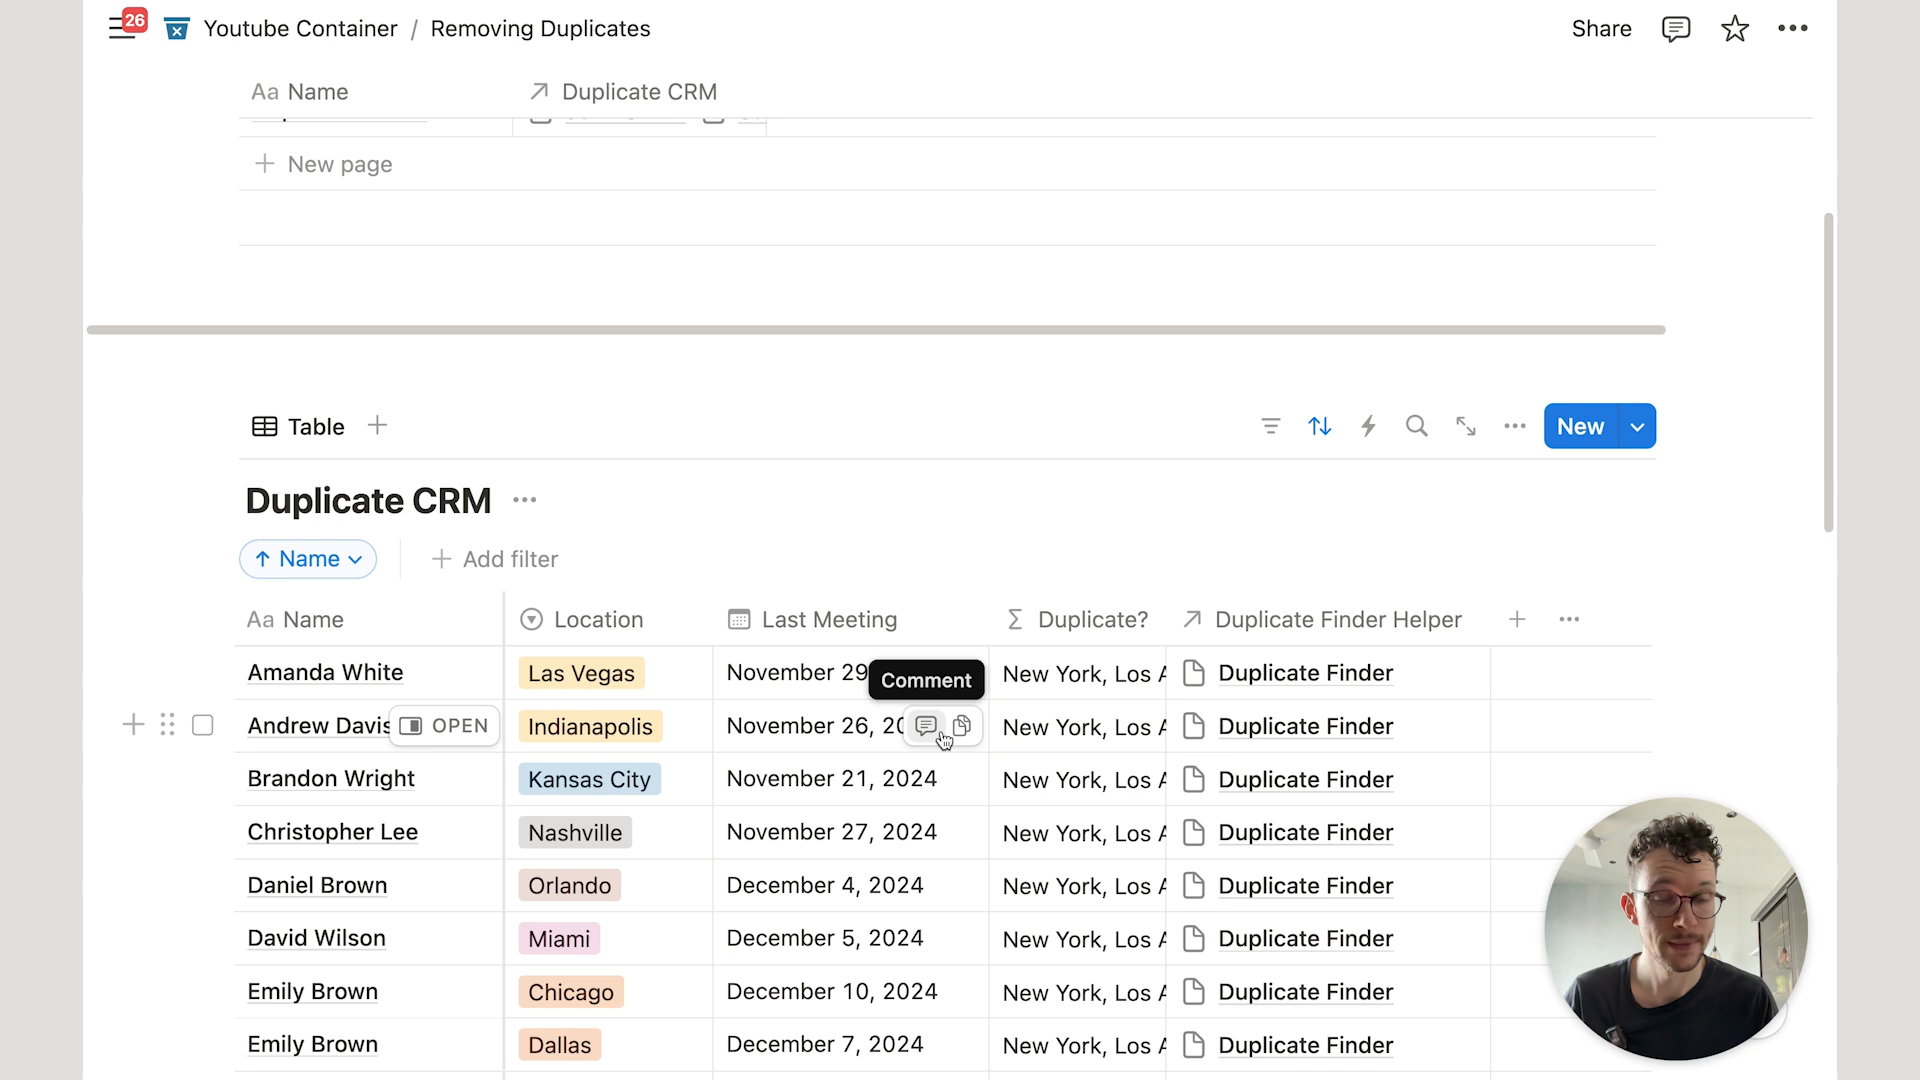 26
Youtube Container / Removing Duplicates
Share
Aa Name
Duplicate CRM
New page
Table
New
Duplicate CRM
Name
Add filter
Aa Name Location Last Meeting Duplicate? Duplicate Finder Helper
Amanda White Las Vegas November 29 New York, Los A Duplicate Finder
Comment
Andrew Davis OPEN Indianapolis November 26, 20 New York, Los A Duplicate Finder
Brandon Wright Kansas City November 21, 2024 New York, Los A Duplicate Finder
Christopher Lee Nashville November 27, 2024 New York, Los A Duplicate Finder
Daniel Brown Orlando December 4, 2024 New York, Los A Duplicate Finder
David Wilson Miami December 5, 2024 New York, Los A Duplicate Finder
Emily Brown Chicago December 10, 2024 New York, Los A Duplicate Finder
Emily Brown Dallas December 7, 2024 New York, Los A Duplicate Finder